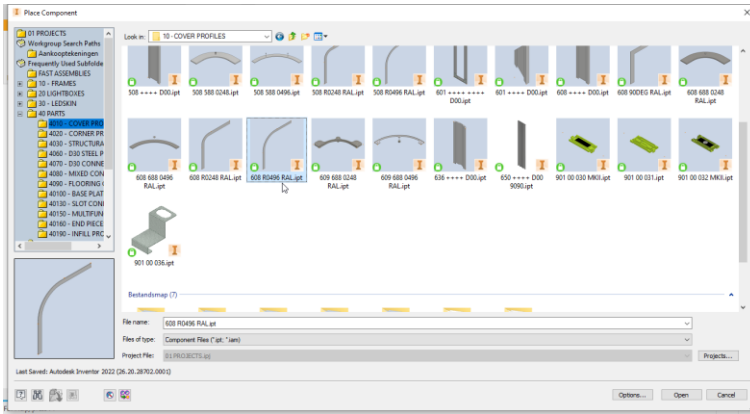 Place Component
Look in: 10 - COVER PROFILES
01 PROJECTS
Workgroup Search Paths
Aankooptekeningen
Frequently Used Subfolde
FAST ASSEMBLIES
10 - FRAMES
20 LIGHTBOXES
30 - LEDSKIN
40 PARTS
4010 - COVER PRO
4020 - CORNER PR
4030 - STRUCTURA
4060 - D30 STEEL P
4070 - D30 CONNE
4080 - MIXED CON
4090 - FLOORING (
40100 - BASE PLAT
40130 - SLOT CONI
40150 - MULTIFUN
40160 - END PIECE
40190 - INFILL PRC
508 ++++ D00.ipt
508 588 0248.ipt
508 588 0496.ipt
508 R0248 RAL.ipt
508 R0496 RAL.ipt
601 ++++ ++++
D00.ipt
601 ++++ D00.ipt
608 ++++ D00.ipt
608 90DEG RAL.ipt
608 688 0248
RAL.ipt
608 688 0496
RAL.ipt
608 R0248 RAL.ipt
608 R0496 RAL.ipt
609 688 0248
RAL.ipt
609 688 0496
RAL.ipt
636 ++++ D00.ipt
650 ++++ D00
9090.ipt
901 00 030 MKII.ipt
901 00 031.ipt
901 00 032 MKII.ipt
901 00 036.ipt
Bestandsmap (7)
File name: 608 R0496 RAL.ipt
Files of type: Component Files (*.ipt; *.iam)
Project File: 01 PROJECTS.ipj
Projects...
Last Saved: Autodesk Inventor 2022 (26.20.28702.0001)
Options...
Open
Cancel